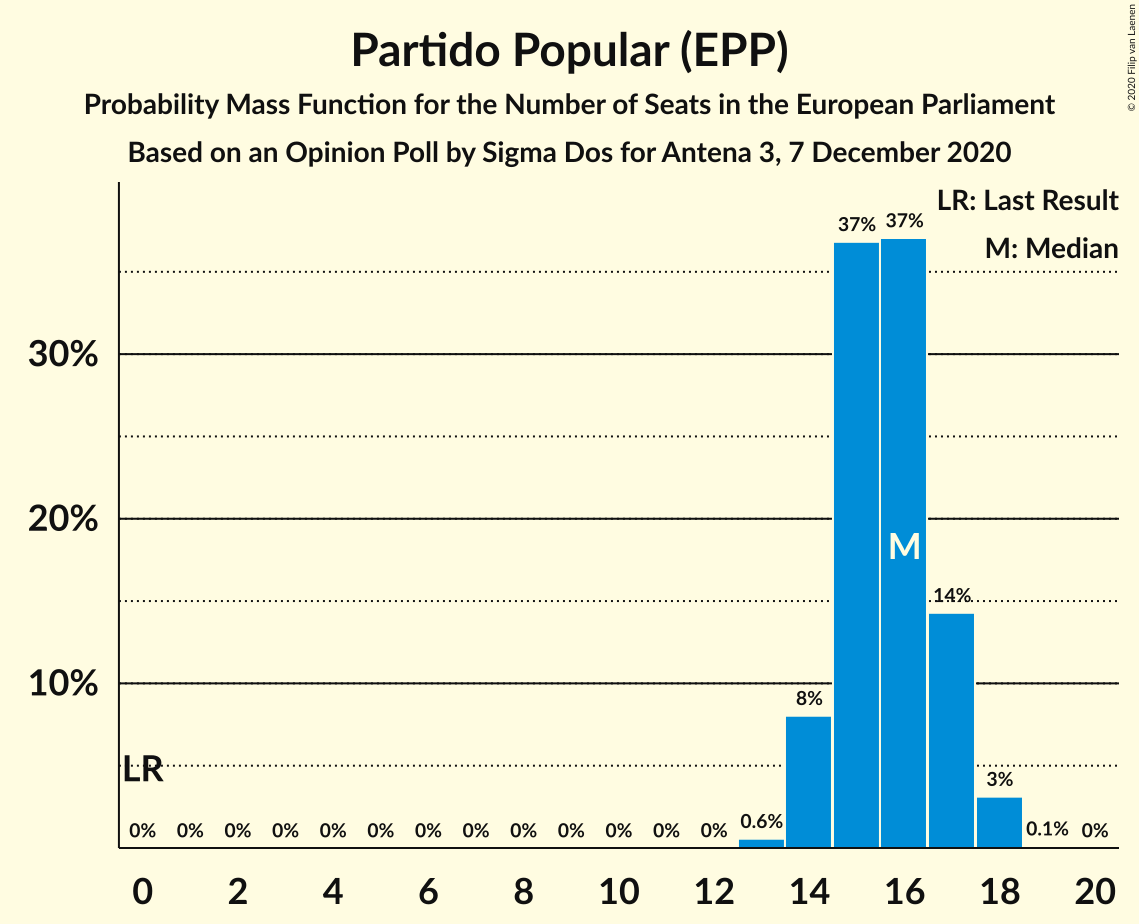 Partido Popular (EPP)
Probability Mass Function for the Number of Seats in the European Parliament
Based on an Opinion Poll by Sigma Dos for Antena 3, 7 December 2020
© 2020 Filip van Laenen
LR: Last Result
M: Median
37% 37%
30%
20%
M
14%
10%
8%
LR
3%
0% 0% 0% 0% 0% 0% 0% 0% 0% 0% 0% 0% 0% 0.6% 0.1% 0%
0 2 4 6 8 10 12 14 16 18 20